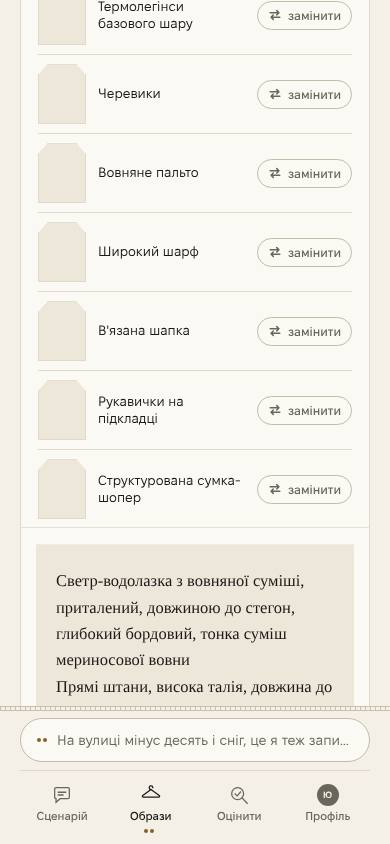 Термолегінси
базового шару
замінити
Черевики
замінити
Вовняне пальто
замінити
Широкий шарф
замінити
В'язана шапка
замінити
Рукавички на
підкладці
замінити
Структурована сумка-
шопер
замінити
Светр-водолазка з вовняної суміші,
приталений, довжиною до стегон,
глибокий бордовий, тонка суміш
мериносової вовни
Прямі штани, висока талія, довжина до
На вулиці мінус десять і сніг, це я теж запи...
Сценарій
Образи
Оцінити
Ю
Профіль